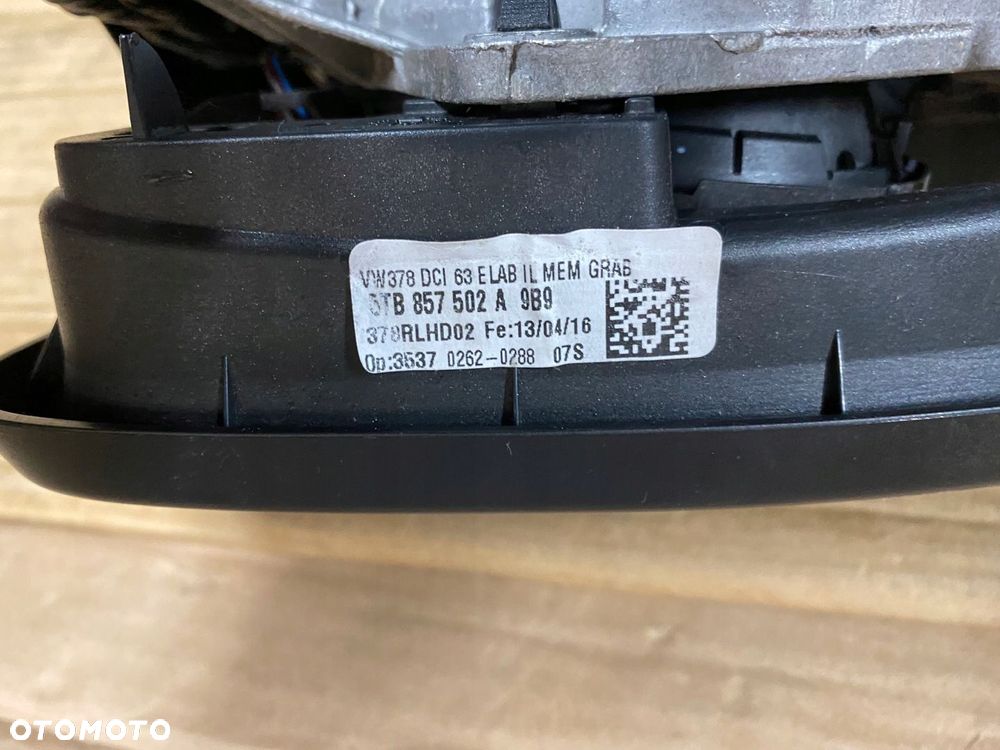 VW378 DCI 63 ELAB IL MEM GRAB
5TB 857 502 A 9B9
378RLHD02 Fe:13/04/16
Op:3537 0262-0288 07S
OTOMOTO